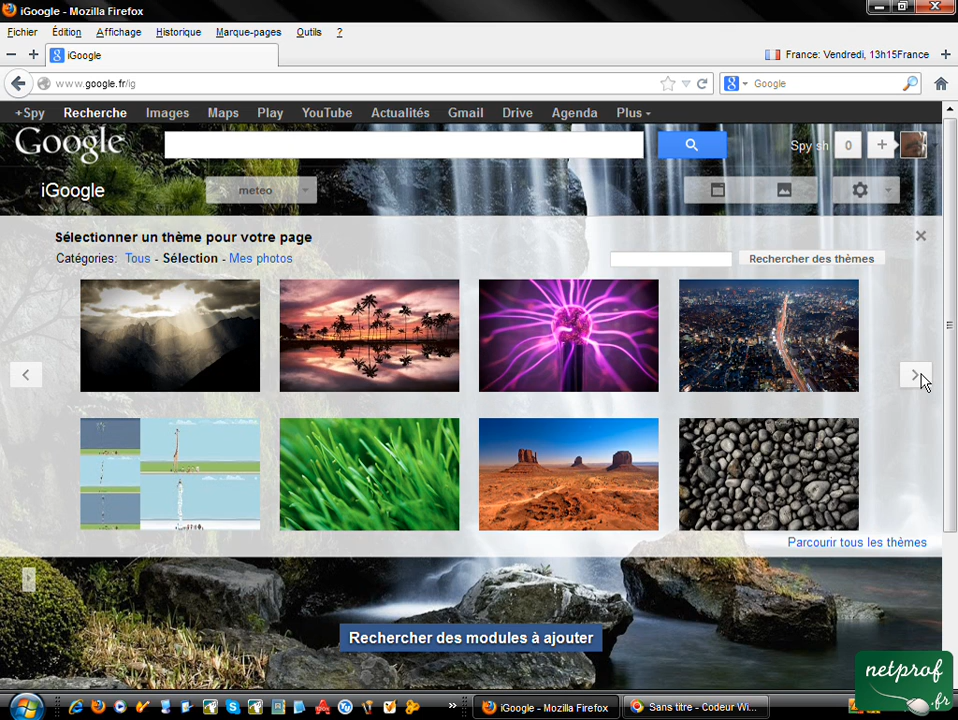 iGoogle - Mozilla Firefox
Fichier Édition Affichage Historique Marque-pages Outils ?
iGoogle
France: Vendredi, 13h15France
www.google.fr/ig
Google
+Spy Recherche Images Maps Play YouTube Actualités Gmail Drive Agenda Plus
Google
Spy sh 0 +
iGoogle
meteo
Sélectionner un thème pour votre page
Catégories: Tous - Sélection - Mes photos
Rechercher des thèmes
Parcourir tous les thèmes
Rechercher des modules à ajouter
netprof
.fr
iGoogle - Mozilla Firefox
Sans titre - Codeur Wi...